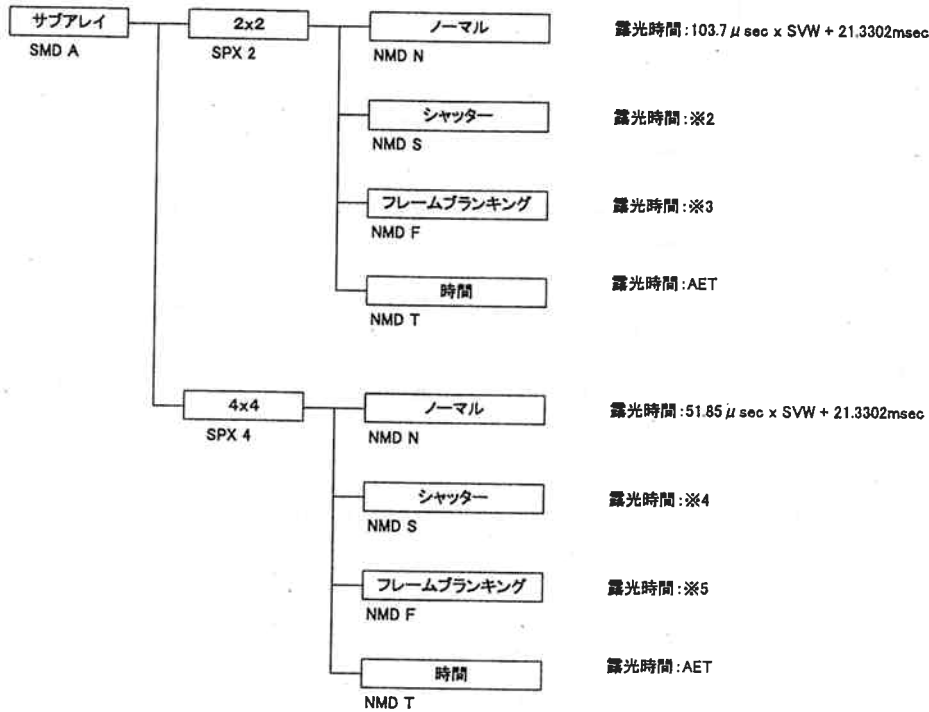 サブアレイ
SMD A
2x2
SPX 2
ノーマル
NMD N
露光時間:103.7μsec x SVW + 21.3302msec
シャッター
NMD S
露光時間:※2
フレームブランキング
NMD F
露光時間:※3
時間
NMD T
露光時間:AET
4x4
SPX 4
ノーマル
NMD N
露光時間:51.85μsec x SVW + 21.3302msec
シャッター
NMD S
露光時間:※4
フレームブランキング
NMD F
露光時間:※5
時間
NMD T
露光時間:AET